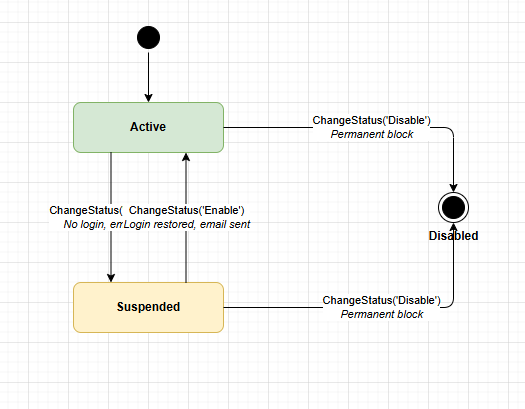 Active
ChangeStatus('Disable')
Permanent block
ChangeStatus( ChangeStatus('Enable')
No login, Login restored, email sent
Disabled
Suspended
ChangeStatus('Disable')
Permanent block